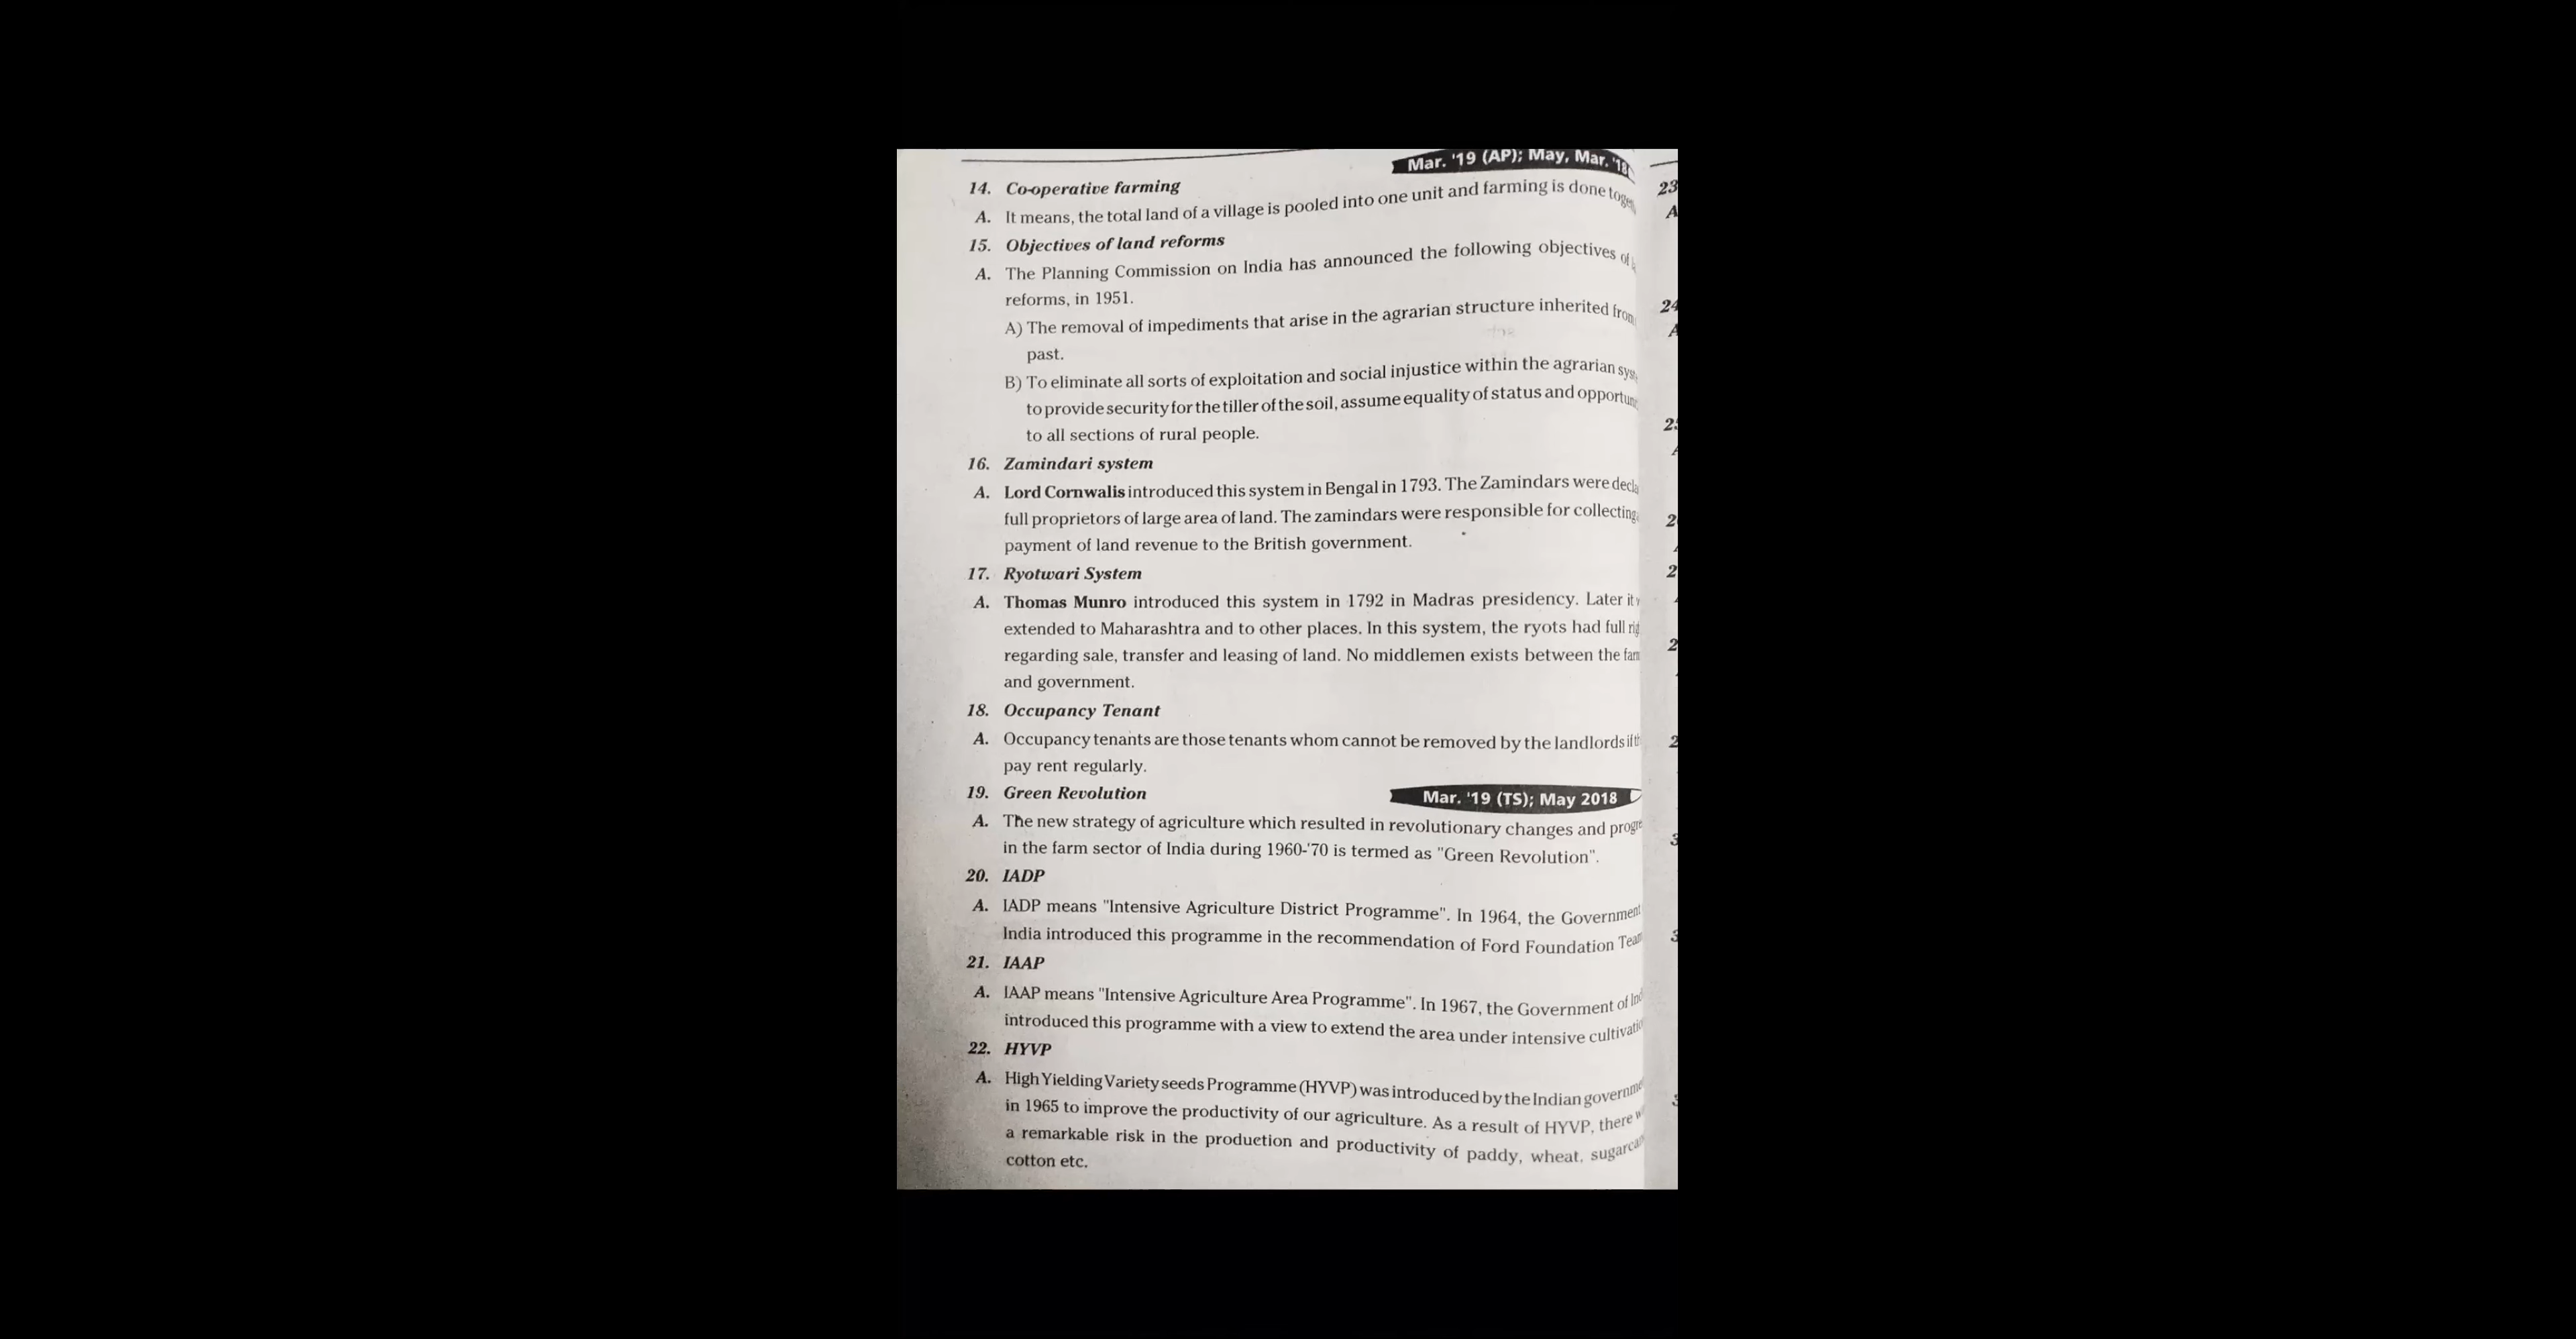 Mar. '19 (AP); May, Mar. '18
14. Co-operative farming
A. It means, the total land of a village is pooled into one unit and farming is done
15. Objectives of land reforms
A. The Planning Commission on India has announced the following objectives of
reforms, in 1951.
A) The removal of impediments that arise in the agrarian structure inherited from
past.
B) To eliminate all sorts of exploitation and social injustice within the agrarian
to provide security for the tiller of the soil, assume equality of status and
to all sections of rural people.
16. Zamindari system
A. Lord Cornwalis introduced this system in Bengal in 1793. The Zamindars were
full proprietors of large area of land. The zamindars were responsible for collecting
payment of land revenue to the British government.
17. Ryotwari System
A. Thomas Munro introduced this system in 1792 in Madras presidency. Later it
extended to Maharashtra and to other places. In this system, the ryots had full
regarding sale, transfer and leasing of land. No middlemen exists between the
and government.
18. Occupancy Tenant
A. Occupancy tenants are those tenants whom cannot be removed by the landlords if
pay rent regularly.
19. Green Revolution
Mar. '19 (TS); May 2018
A. The new strategy of agriculture which resulted in revolutionary changes and
in the farm sector of India during 1960-'70 is termed as "Green Revolution".
20. IADP
A. IADP means "Intensive Agriculture District Programme". In 1964, the Government
India introduced this programme in the recommendation of Ford Foundation
21. IAAP
A. IAAP means "Intensive Agriculture Area Programme". In 1967, the Government of
introduced this programme with a view to extend the area under intensive
22. HYVP
A. High Yielding Variety seeds Programme (HYVP) was introduced by the Indian
in 1965 to improve the productivity of our agriculture. As a result of HYVP, there
a remarkable risk in the production and productivity of paddy, wheat,
cotton etc.
23
A
24